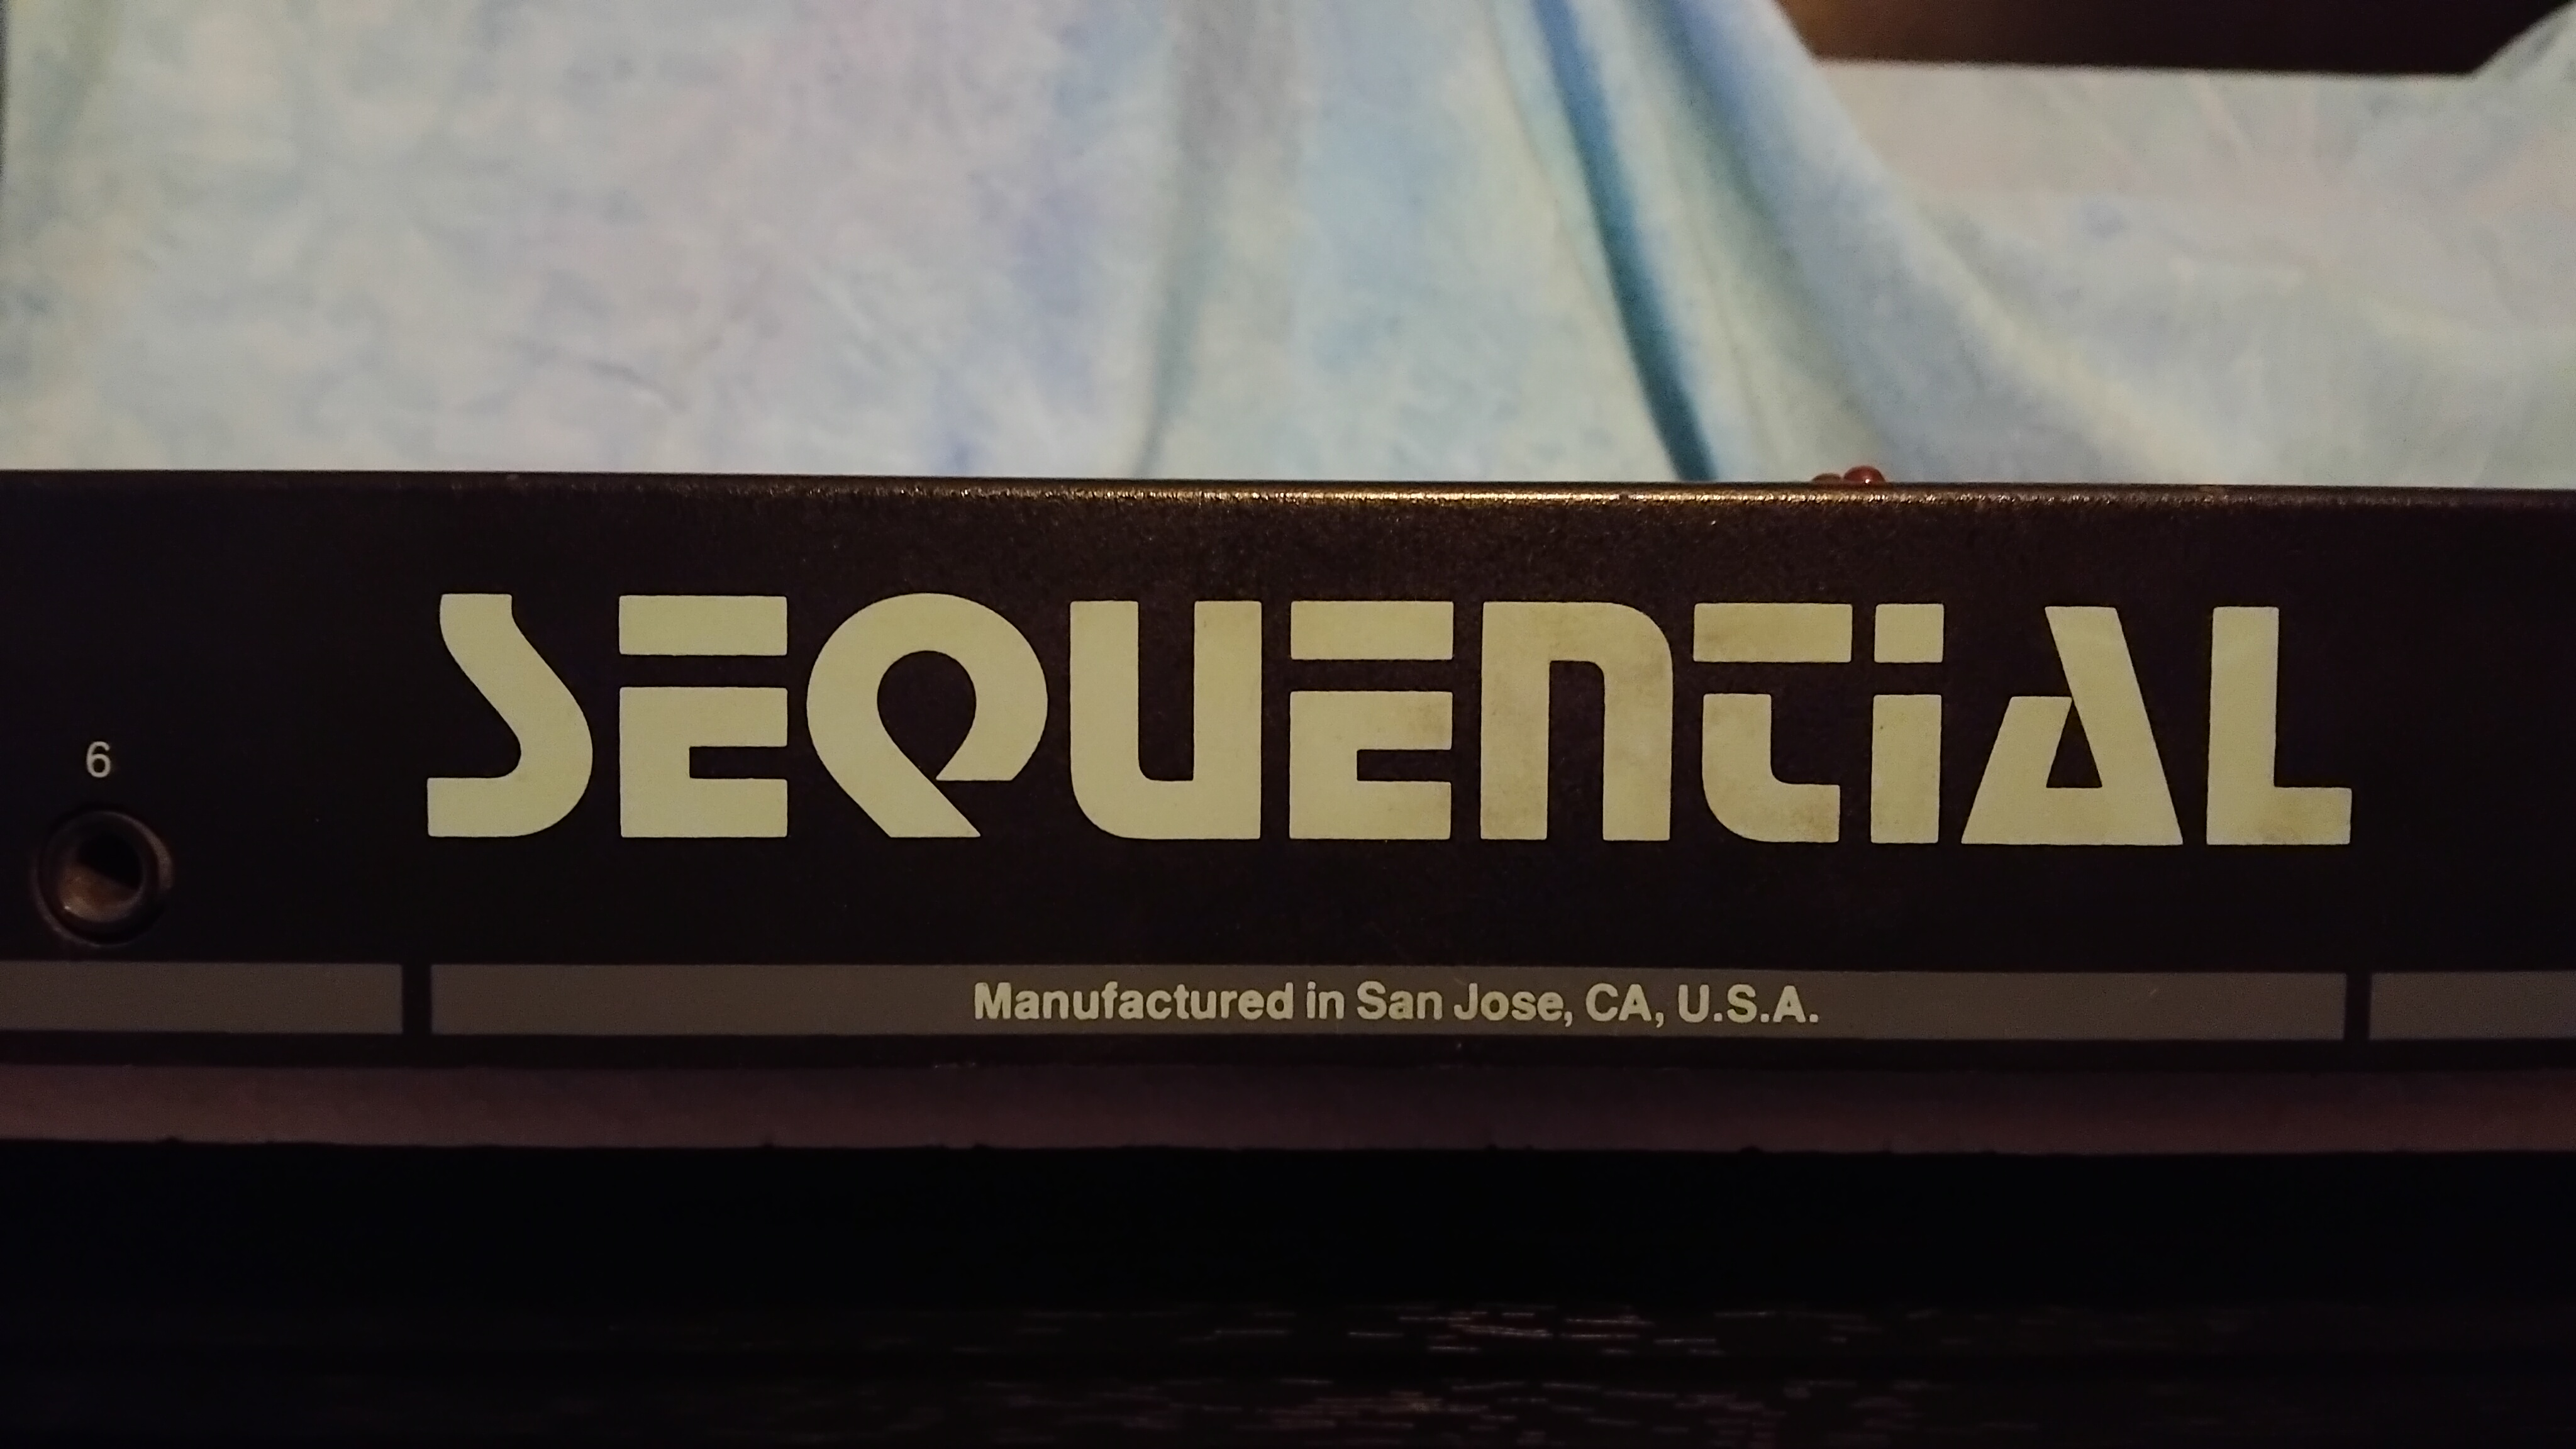 SEQUENTiAL
6
Manufactured in San Jose, CA, U.S.A.